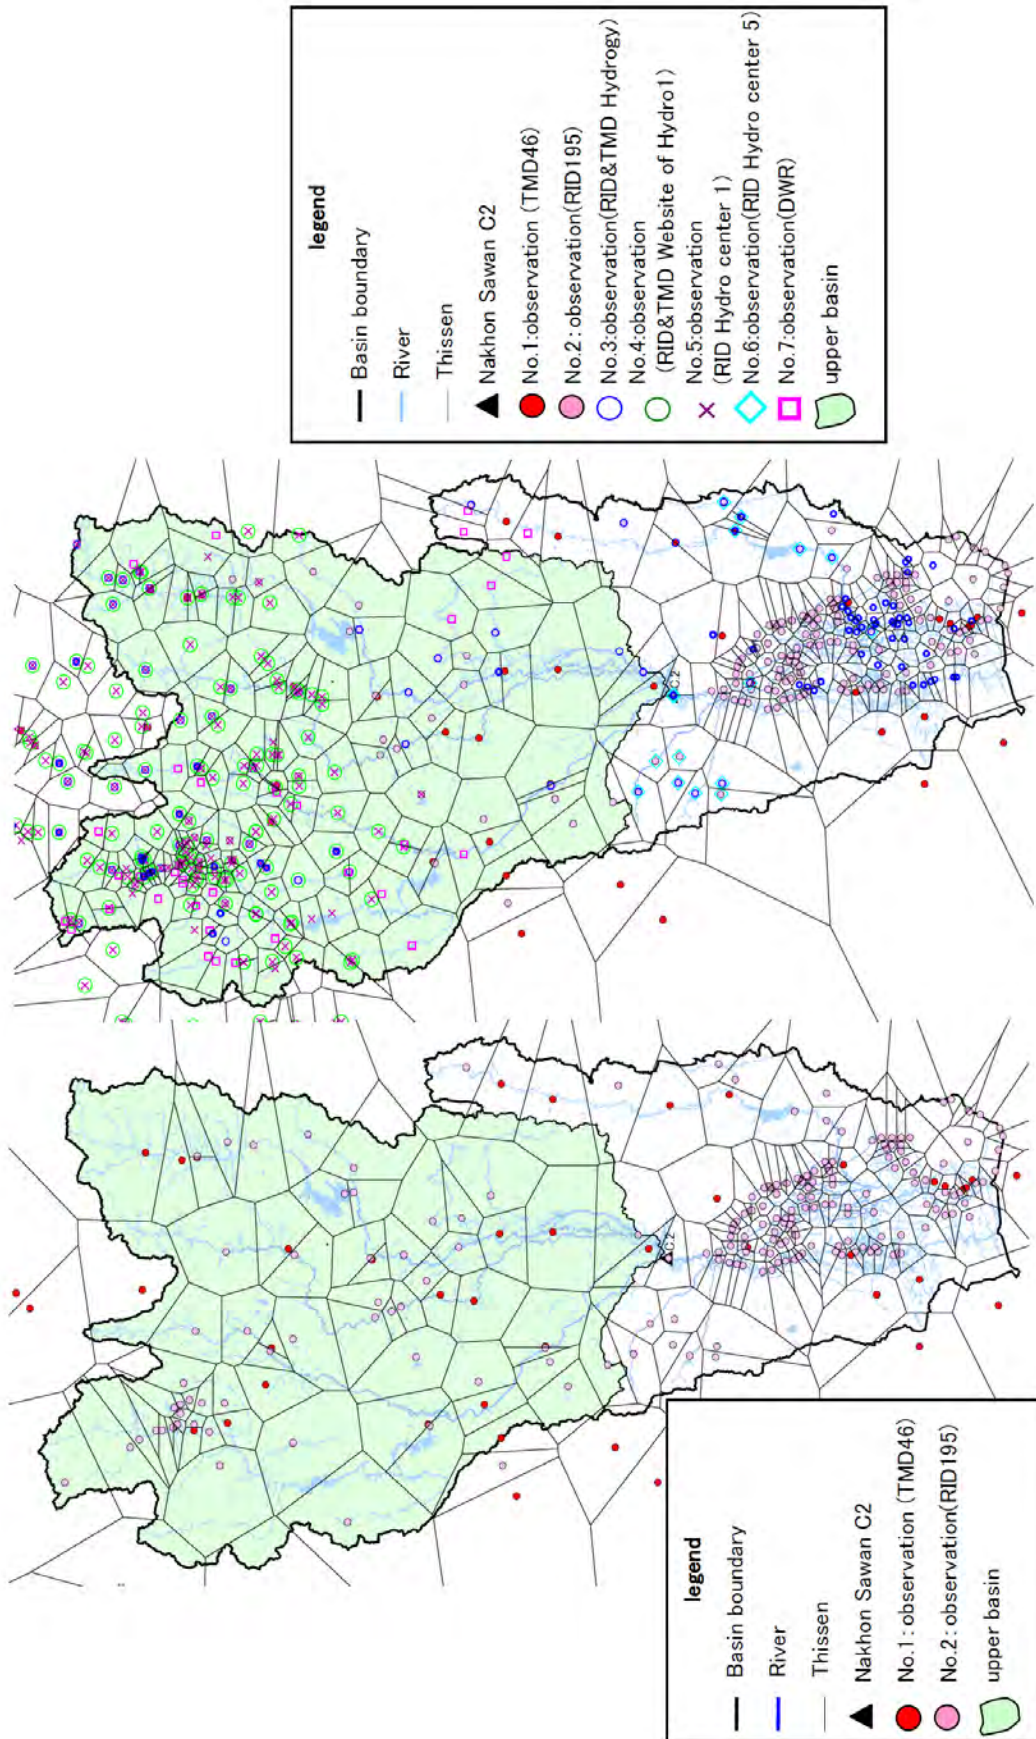 legend
Basin boundary
River
Thissen
Nakhon Sawan C2
No.1:observation (TMD46)
No.2: observation(RID195)
No.3:observation(RID&TMD Hydrogy)
No.4:observation
(RID&TMD Website of Hydro1)
No.5:observation
(RID Hydro center 1)
No.6:observation(RID Hydro center 5)
No.7:observation(DWR)
upper basin
C.2
C.2
legend
Basin boundary
River
Thissen
Nakhon Sawan C2
No.1: observation (TMD46)
No.2: observation(RID195)
upper basin